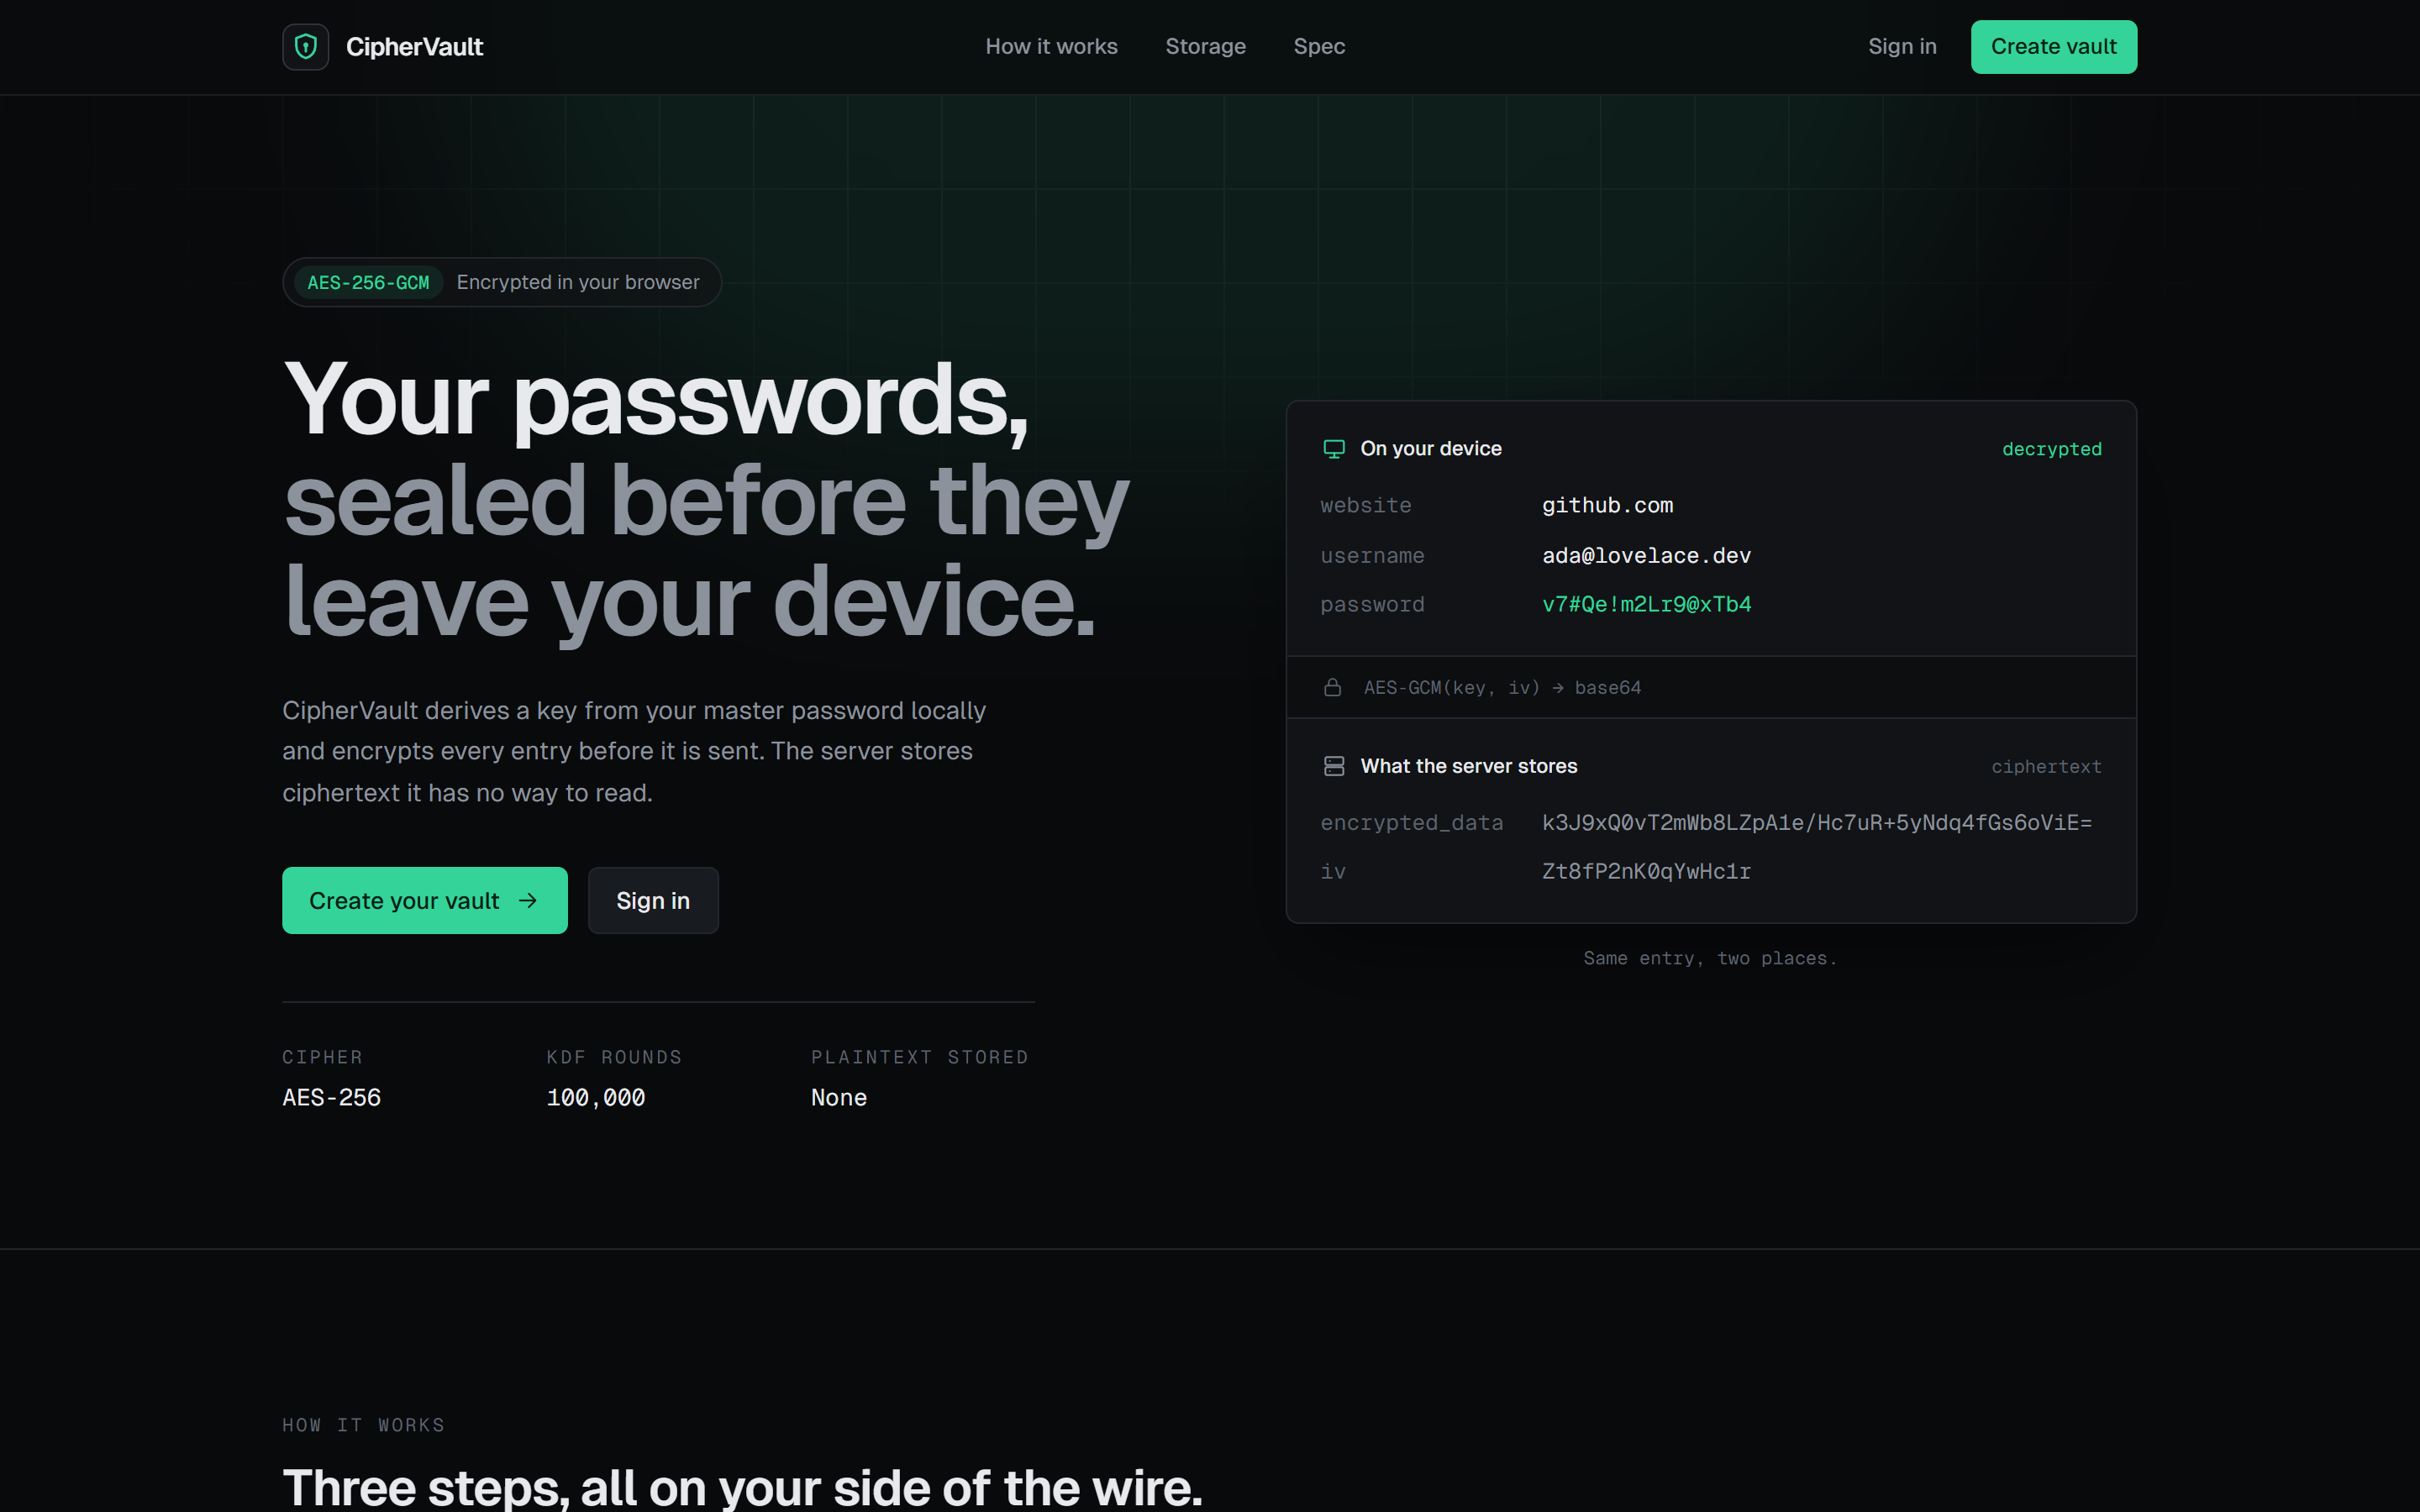 CipherVault
How it works
Storage
Spec
Sign in
Create vault
AES-256-GCM Encrypted in your browser
Your passwords,
sealed before they
leave your device.
CipherVault derives a key from your master password locally
and encrypts every entry before it is sent. The server stores
ciphertext it has no way to read.
Create your vault →
Sign in
CIPHER
AES-256
KDF ROUNDS
100,000
PLAINTEXT STORED
None
On your device decrypted
website github.com
username ada@lovelace.dev
password v7#Qe!m2Lr9@xTb4
AES-GCM(key, iv) → base64
What the server stores ciphertext
encrypted_data k3J9xQ0vT2mWb8LZpA1e/Hc7uR+5yNdq4fGs6oViE=
iv Zt8fP2nK0qYwHc1r
Same entry, two places.
HOW IT WORKS
Three steps, all on your side of the wire.